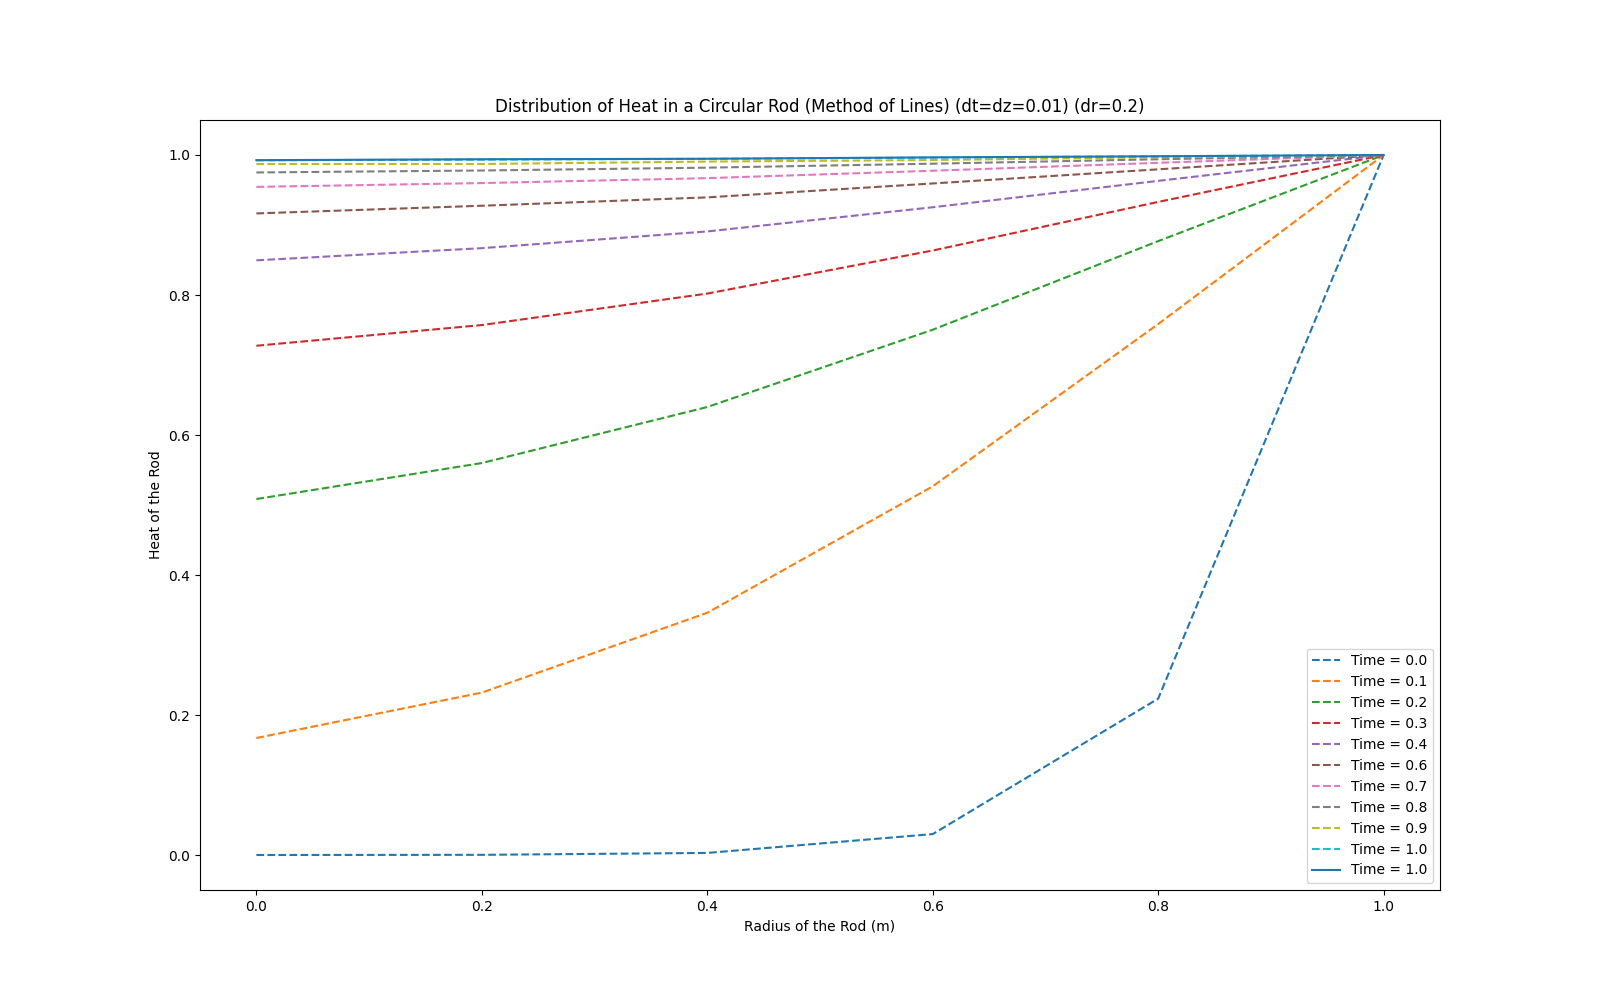 Distribution of Heat in a Circular Rod (Method of Lines) (dt=dz=0.01) (dr=0.2)
1.0
0.8
0.6
0.4
0.2
0.0
Heat of the Rod
0.0 0.2 0.4 0.6 0.8 1.0
Radius of the Rod (m)
Time = 0.0
Time = 0.1
Time = 0.2
Time = 0.3
Time = 0.4
Time = 0.6
Time = 0.7
Time = 0.8
Time = 0.9
Time = 1.0
Time = 1.0